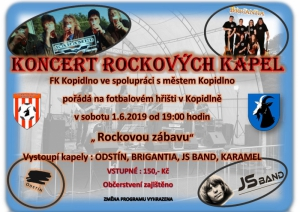 KONCERT ROCKOVÝCH KAPEL
FK Kopidlno ve spolupráci s městem Kopidlno
pořádá na fotbalovém hřišti v Kopidlně
v sobotu 1.6.2019 od 19:00 hodin
„ Rockovou zábavu“
Vystoupí kapely : ODSTÍN, BRIGANTIA, JS BAND, KARAMEL
VSTUPNÉ : 150,- Kč
Občerstvení zajištěno
ZMĚNA PROGRAMU VYHRAZENA
JS BAND